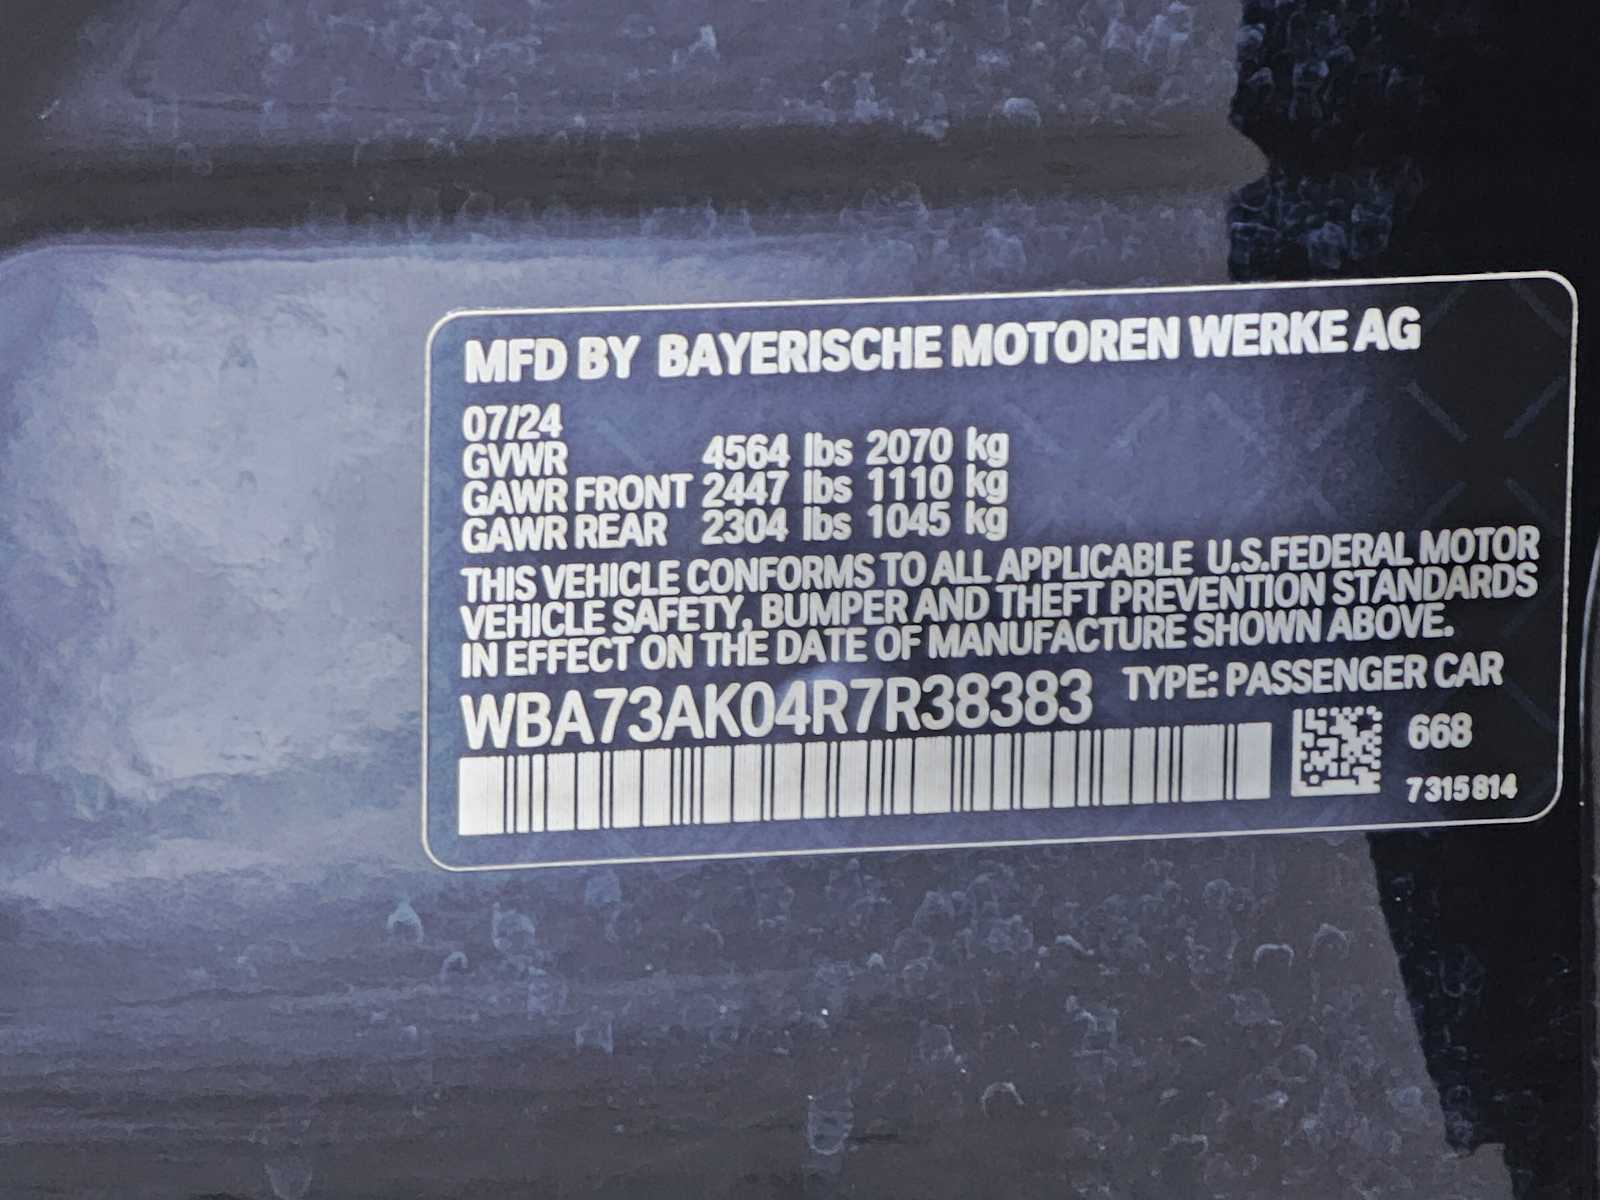 MFD BY BAYERISCHE MOTOREN WERKE AG
07/24
GVWR 4564 lbs 2070 kg
GAWR FRONT 2447 lbs 1110 kg
GAWR REAR 2304 lbs 1045 kg
THIS VEHICLE CONFORMS TO ALL APPLICABLE U.S.FEDERAL MOTOR
VEHICLE SAFETY, BUMPER AND THEFT PREVENTION STANDARDS
IN EFFECT ON THE DATE OF MANUFACTURE SHOWN ABOVE.
WBA73AK04R7R38383 TYPE: PASSENGER CAR
668
7315814